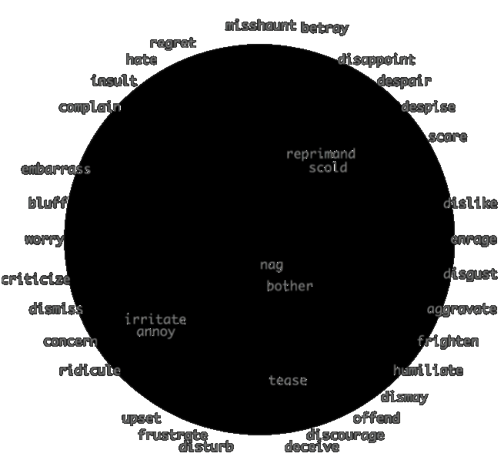 misshaunt betray
regret
hate
disappoint
insult
despair
complain
despise
scare
reprimand
scold
embarrass
bluff
dislike
worry
enrage
nag
criticize
disgust
bother
dismiss
aggravate
irritate
annoy
concern
frighten
ridicule
humiliate
tease
dismay
upset
offend
frustrate
discourage
disturb
deceive